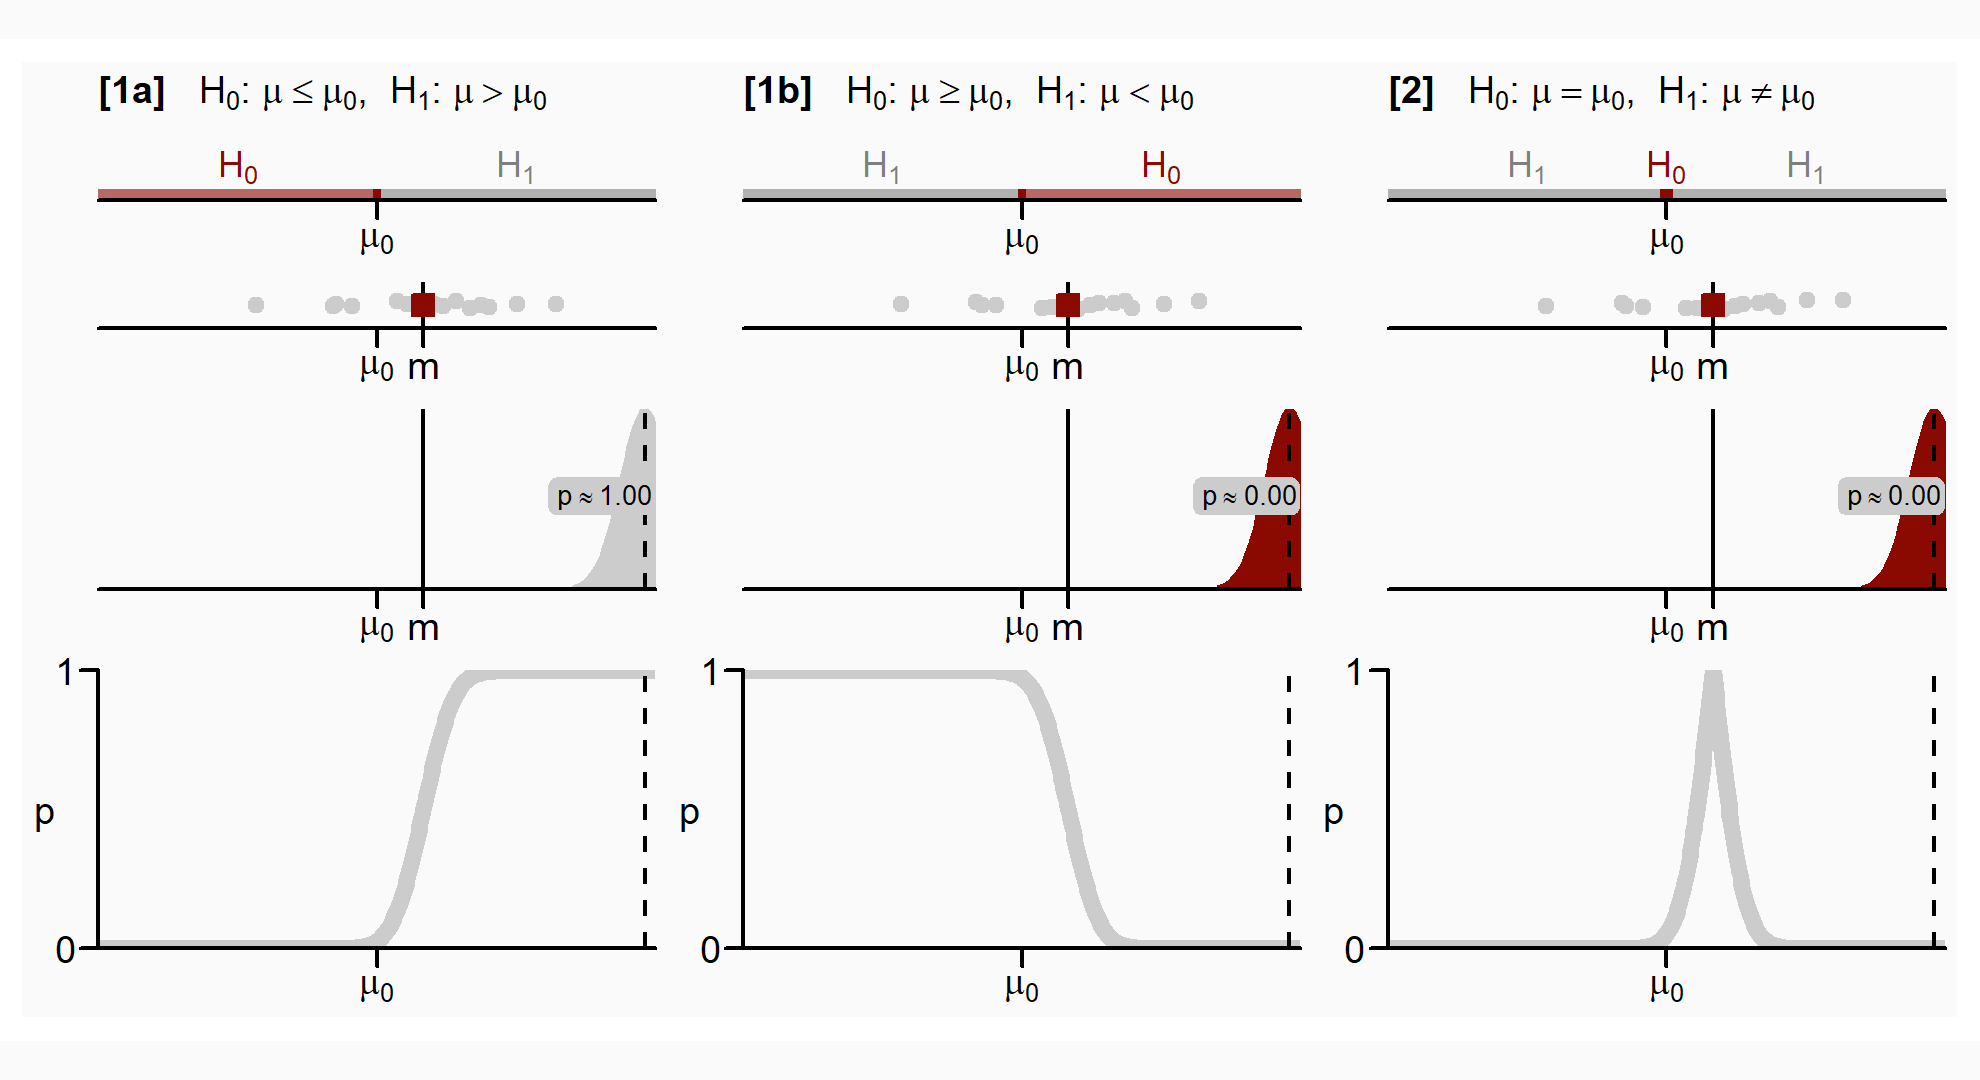 [1a] H₀: μ ≤ μ₀, H₁: μ > μ₀
H₀ H₁
μ₀
μ₀ m
p ≈ 1.00
μ₀ m
1
p
0
μ₀
[1b] H₀: μ ≥ μ₀, H₁: μ < μ₀
H₁ H₀
μ₀
μ₀ m
p ≈ 0.00
μ₀ m
1
p
0
μ₀
[2] H₀: μ = μ₀, H₁: μ ≠ μ₀
H₁ H₀ H₁
μ₀
μ₀ m
p ≈ 0.00
μ₀ m
1
p
0
μ₀